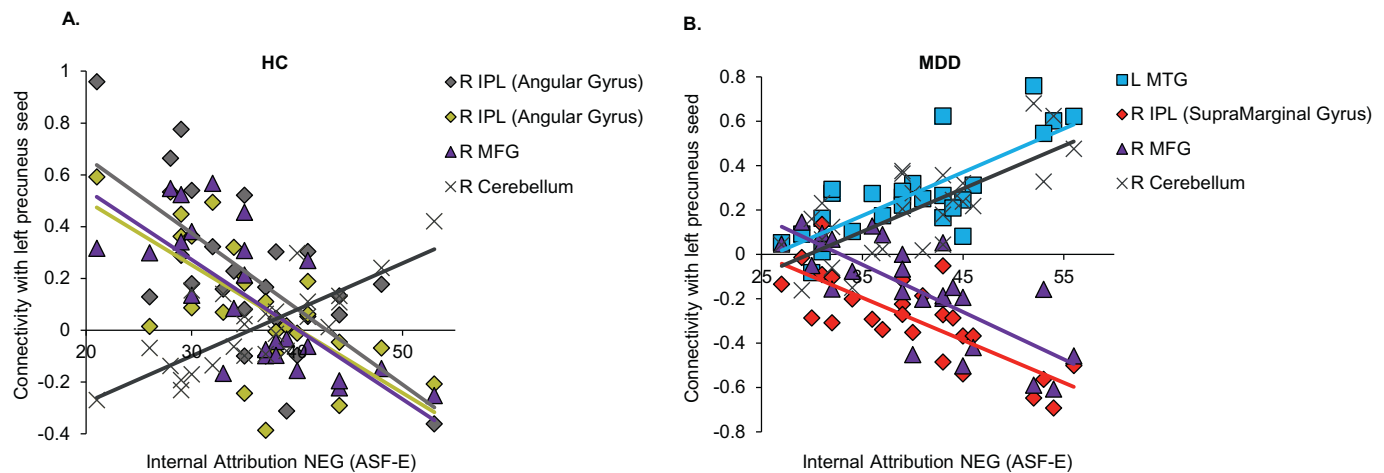 A.
HC
Connectivity with left precuneus seed
1
0.8
0.6
0.4
0.2
0
-0.2
-0.4
20
30
40
50
Internal Attribution NEG (ASF-E)
R IPL (Angular Gyrus)
R IPL (Angular Gyrus)
R MFG
R Cerebellum
B.
MDD
Connectivity with left precuneus seed
0.8
0.6
0.4
0.2
0
-0.2
-0.4
-0.6
-0.8
25
35
45
55
Internal Attribution NEG (ASF-E)
L MTG
R IPL (SupraMarginal Gyrus)
R MFG
R Cerebellum